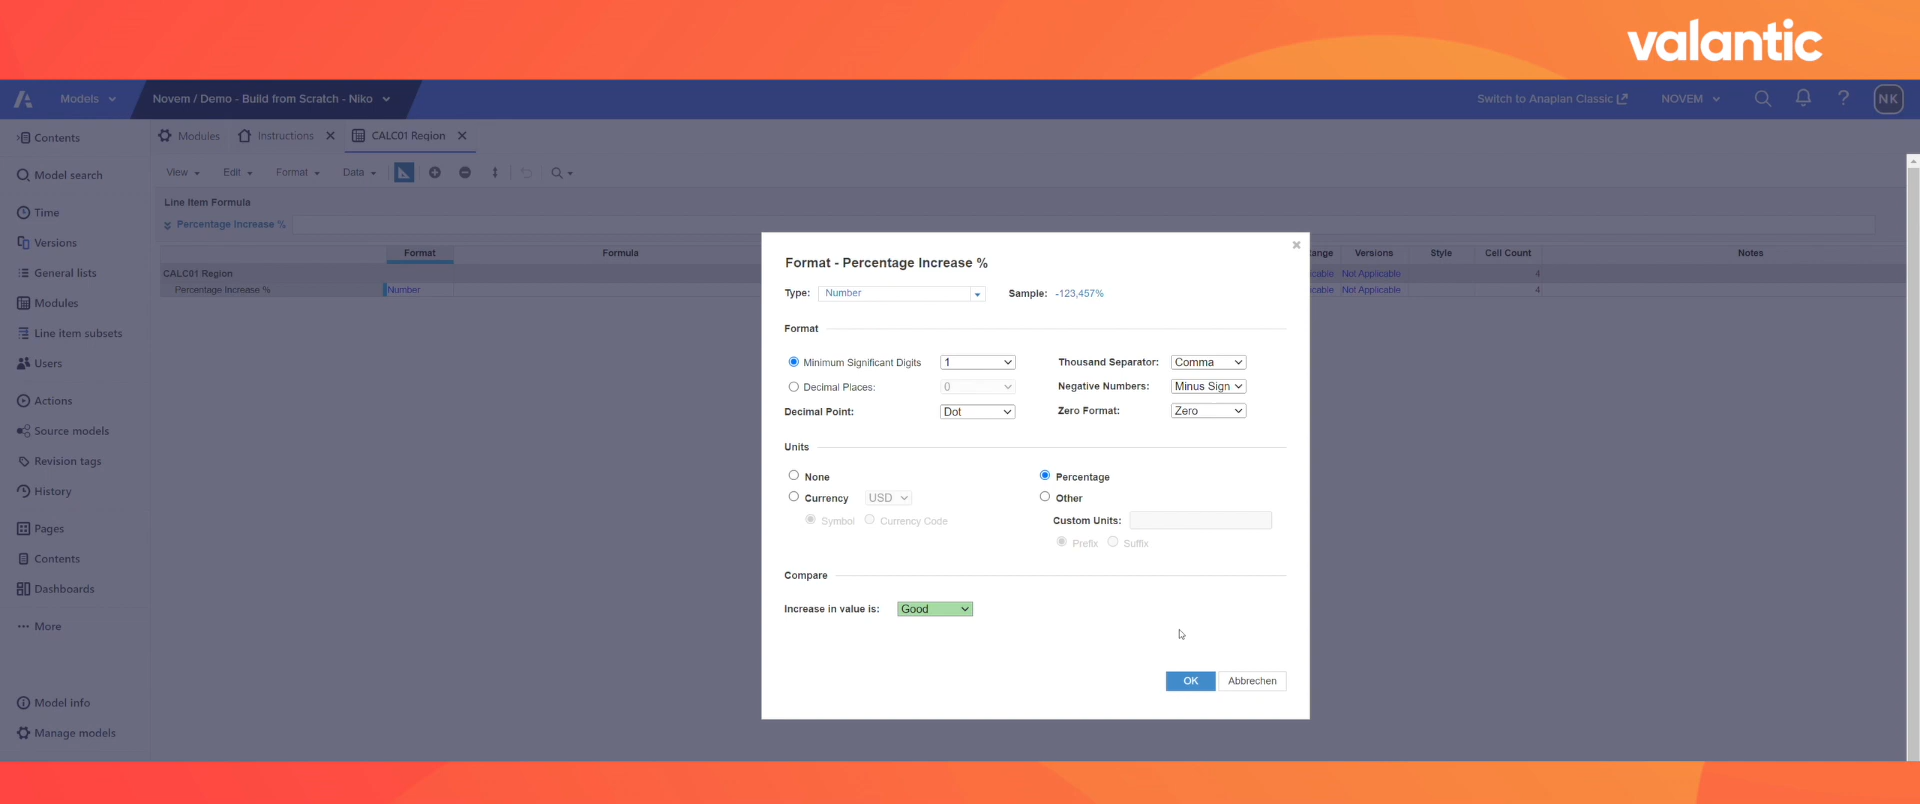 valantic
Models
Novem / Demo - Build from Scratch - Niko
Switch to Anaplan Classic
NOVEM
?
NK
Contents
Modules
Instructions
CALC01 Region
Model search
View
Edit
Format
Data
Time
Line Item Formula
Percentage Increase %
Versions
General lists
Modules
Line item subsets
Users
Actions
Source models
Revision tags
History
Pages
Contents
Dashboards
More
Model info
Manage models
Format
Formula
Versions
Style
Cell Count
Notes
CALC01 Region
Not Applicable
4
Percentage Increase %
Number
Not Applicable
4
Format - Percentage Increase %
Type:
Number
Sample:
-123,457%
Format
Minimum Significant Digits
1
Thousand Separator:
Comma
Decimal Places:
0
Negative Numbers:
Minus Sign
Decimal Point:
Dot
Zero Format:
Zero
Units
None
Percentage
Currency
USD
Other
Symbol
Currency Code
Custom Units:
Prefix
Suffix
Compare
Increase in value is:
Good
OK
Abbrechen